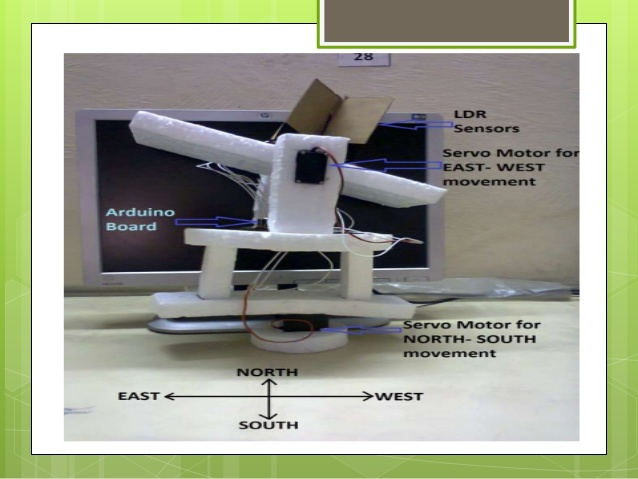 28
LDR
Sensors
Servo Motor for
EAST- WEST
movement
Arduino
Board
Servo Motor for
NORTH- SOUTH
movement
NORTH
EAST
WEST
SOUTH